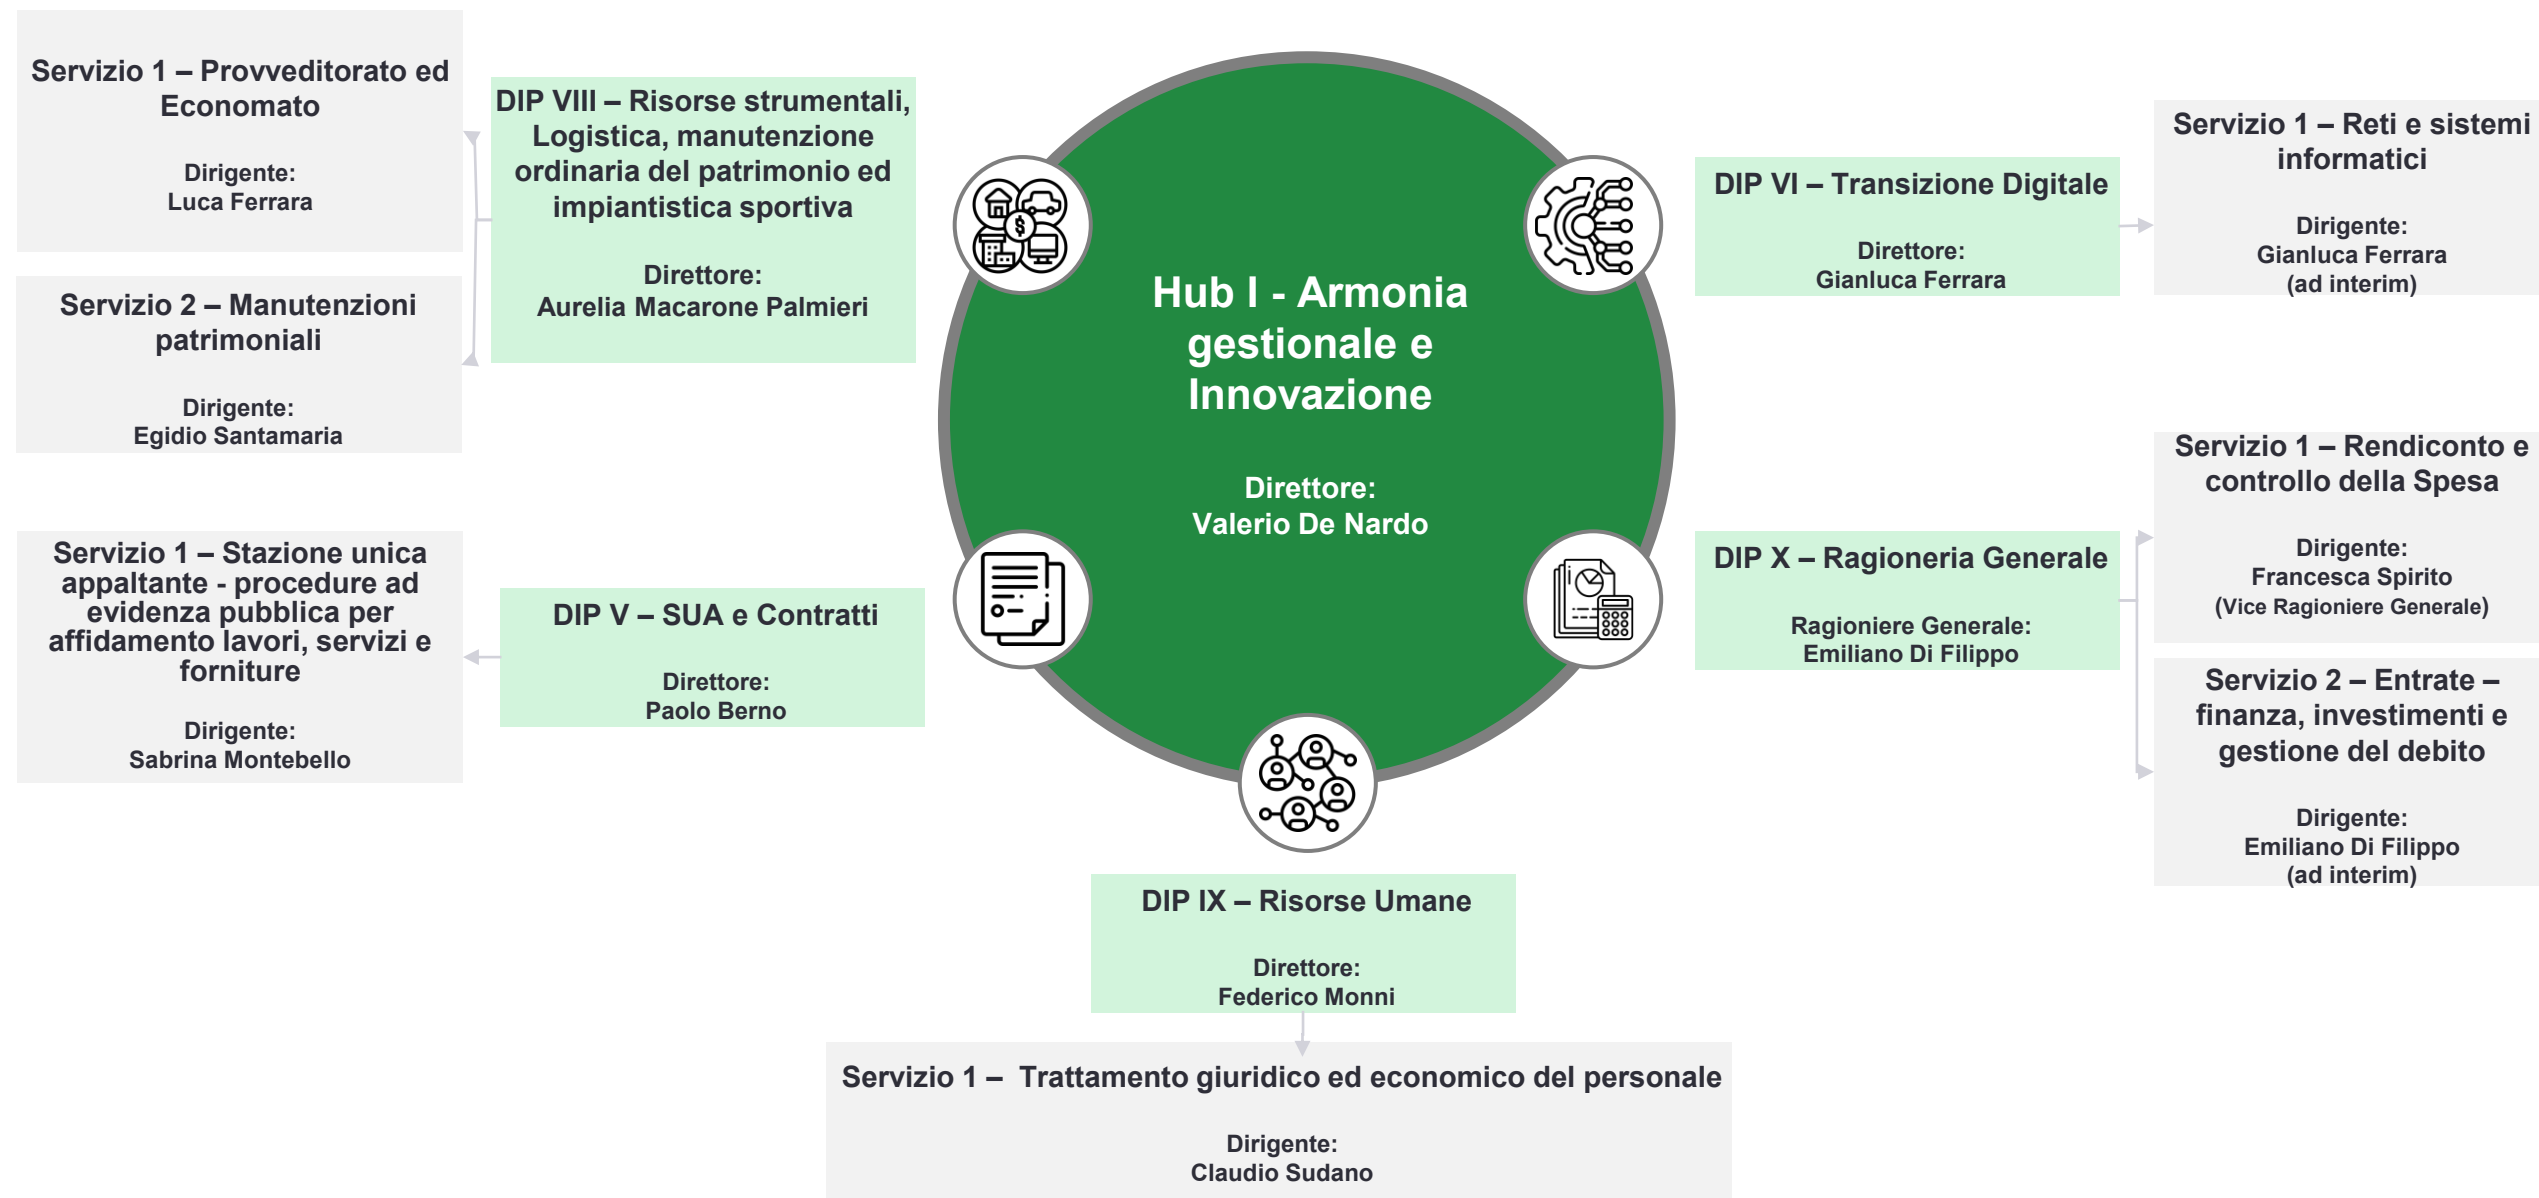 Servizio 1 – Provveditorato ed
Economato
Dirigente:
Luca Ferrara
Servizio 2 – Manutenzioni
patrimoniali
Dirigente:
Egidio Santamaria
DIP VIII – Risorse strumentali,
Logistica, manutenzione
ordinaria del patrimonio ed
impiantistica sportiva
Direttore:
Aurelia Macarone Palmieri
Servizio 1 – Stazione unica
appaltante - procedure ad
evidenza pubblica per
affidamento lavori, servizi e
forniture
Dirigente:
Sabrina Montebello
DIP V – SUA e Contratti
Direttore:
Paolo Berno
Hub I - Armonia
gestionale e
Innovazione
Direttore:
Valerio De Nardo
DIP VI – Transizione Digitale
Direttore:
Gianluca Ferrara
Servizio 1 – Reti e sistemi
informatici
Dirigente:
Gianluca Ferrara
(ad interim)
DIP X – Ragioneria Generale
Ragioniere Generale:
Emiliano Di Filippo
Servizio 1 – Rendiconto e
controllo della Spesa
Dirigente:
Francesca Spirito
(Vice Ragioniere Generale)
Servizio 2 – Entrate –
finanza, investimenti e
gestione del debito
Dirigente:
Emiliano Di Filippo
(ad interim)
DIP IX – Risorse Umane
Direttore:
Federico Monni
Servizio 1 –  Trattamento giuridico ed economico del personale
Dirigente:
Claudio Sudano